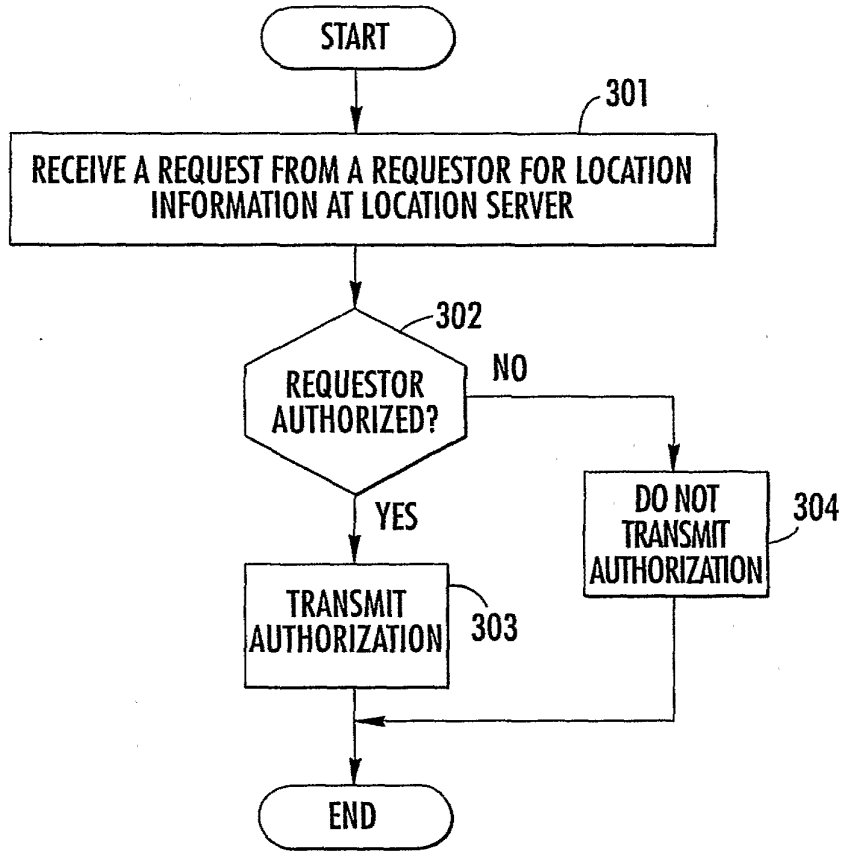 START
301
RECEIVE A REQUEST FROM A REQUESTOR FOR LOCATION
INFORMATION AT LOCATION SERVER
302
REQUESTOR
AUTHORIZED?
NO
YES
DO NOT
TRANSMIT
AUTHORIZATION
304
TRANSMIT
AUTHORIZATION
303
END